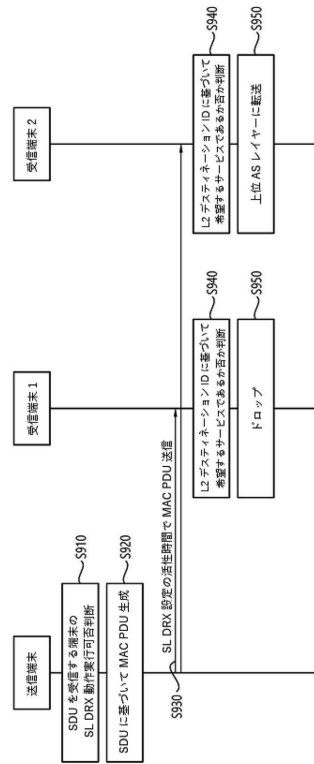 送信端末
受信端末 1
受信端末 2
SDU を受信する端末の
SL DRX 動作実行可否判断
S910
SDU に基づいて MAC PDU 生成
S920
SL DRX 設定の活性時間で MAC PDU 送信
S930
L2 デスティネーション ID に基づいて
希望するサービスであるか否か判断
S940
L2 デスティネーション ID に基づいて
希望するサービスであるか否か判断
S940
ドロップ
S950
上位 AS レイヤーに転送
S950